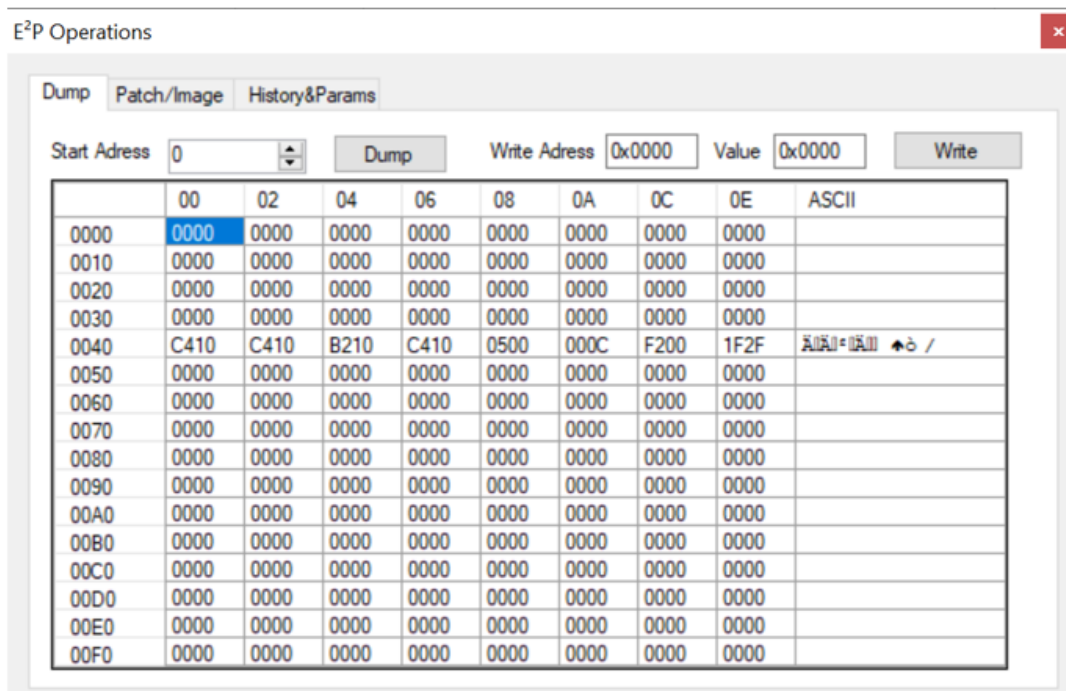 E²P Operations
Dump Patch/Image History&Params
Start Adress 0 Dump Write Adress 0x0000 Value 0x0000 Write
00 02 04 06 08 0A 0C 0E ASCII
0000 0000 0000 0000 0000 0000 0000 0000 0000
0010 0000 0000 0000 0000 0000 0000 0000 0000
0020 0000 0000 0000 0000 0000 0000 0000 0000
0030 0000 0000 0000 0000 0000 0000 0000 0000
0040 C410 C410 B210 C410 0500 000C F200 1F2F
0050 0000 0000 0000 0000 0000 0000 0000 0000
0060 0000 0000 0000 0000 0000 0000 0000 0000
0070 0000 0000 0000 0000 0000 0000 0000 0000
0080 0000 0000 0000 0000 0000 0000 0000 0000
0090 0000 0000 0000 0000 0000 0000 0000 0000
00A0 0000 0000 0000 0000 0000 0000 0000 0000
00B0 0000 0000 0000 0000 0000 0000 0000 0000
00C0 0000 0000 0000 0000 0000 0000 0000 0000
00D0 0000 0000 0000 0000 0000 0000 0000 0000
00E0 0000 0000 0000 0000 0000 0000 0000 0000
00F0 0000 0000 0000 0000 0000 0000 0000 0000